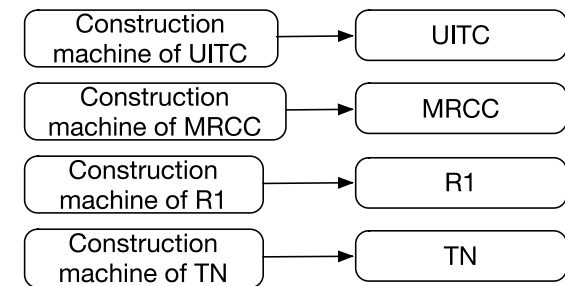 Construction
machine of UITC
UITC
Construction
machine of MRCC
MRCC
Construction
machine of R1
R1
Construction
machine of TN
TN